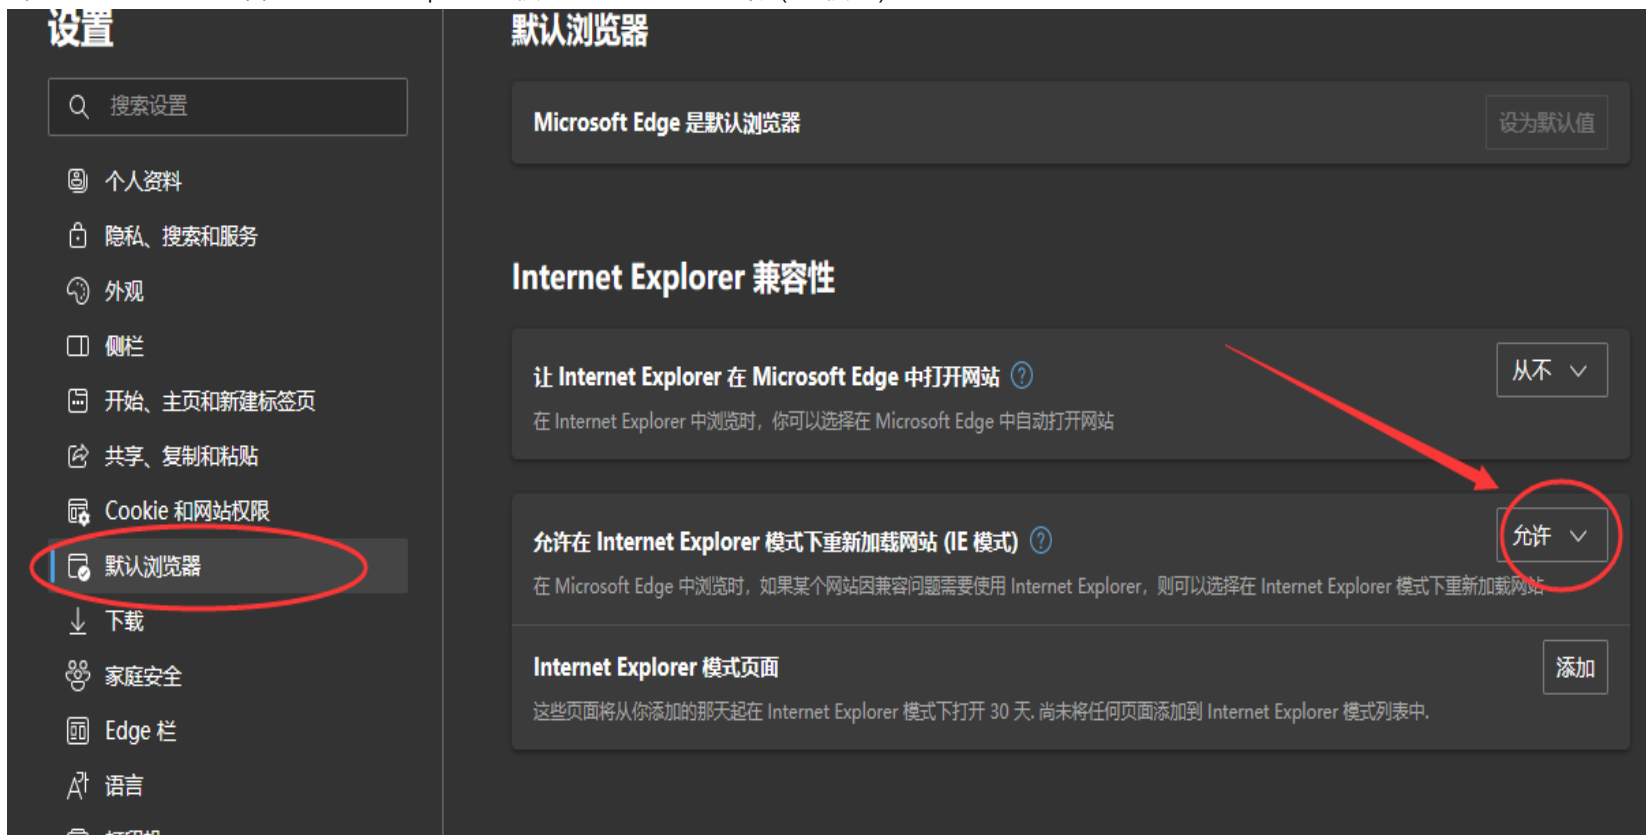 设置
搜索设置
个人资料
隐私、搜索和服务
外观
侧栏
开始、主页和新建标签页
共享、复制和粘贴
Cookie 和网站权限
默认浏览器
下载
家庭安全
Edge 栏
语言
默认浏览器
Microsoft Edge 是默认浏览器
设为默认值
Internet Explorer 兼容性
让 Internet Explorer 在 Microsoft Edge 中打开网站
从不
在 Internet Explorer 中浏览时，你可以选择在 Microsoft Edge 中自动打开网站
允许在 Internet Explorer 模式下重新加载网站 (IE 模式)
允许
在 Microsoft Edge 中浏览时，如果某个网站因兼容问题需要使用 Internet Explorer，则可以选择在 Internet Explorer 模式下重新加载网站
Internet Explorer 模式页面
添加
这些页面将从你添加的那天起在 Internet Explorer 模式下打开 30 天. 尚未将任何页面添加到 Internet Explorer 模式列表中.